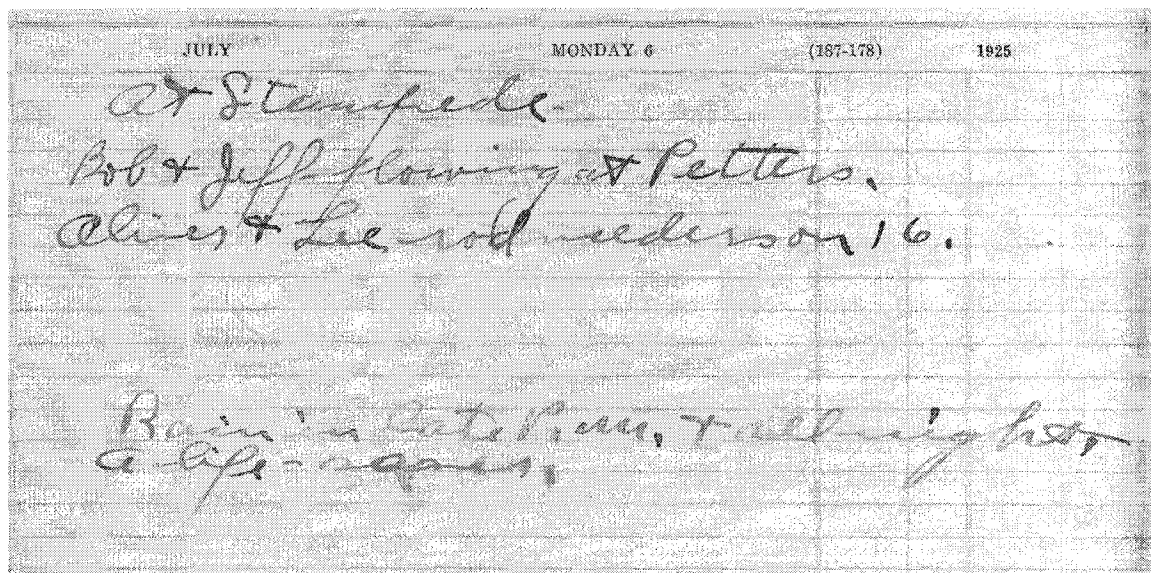 JULY MONDAY 6 (187-178) 1925
At Stampede.
Bob & Jeff plowing at Petters.
Oliver & Lee rod weeders on 16.
Rain in late P.M. & all night,
a life-saver.